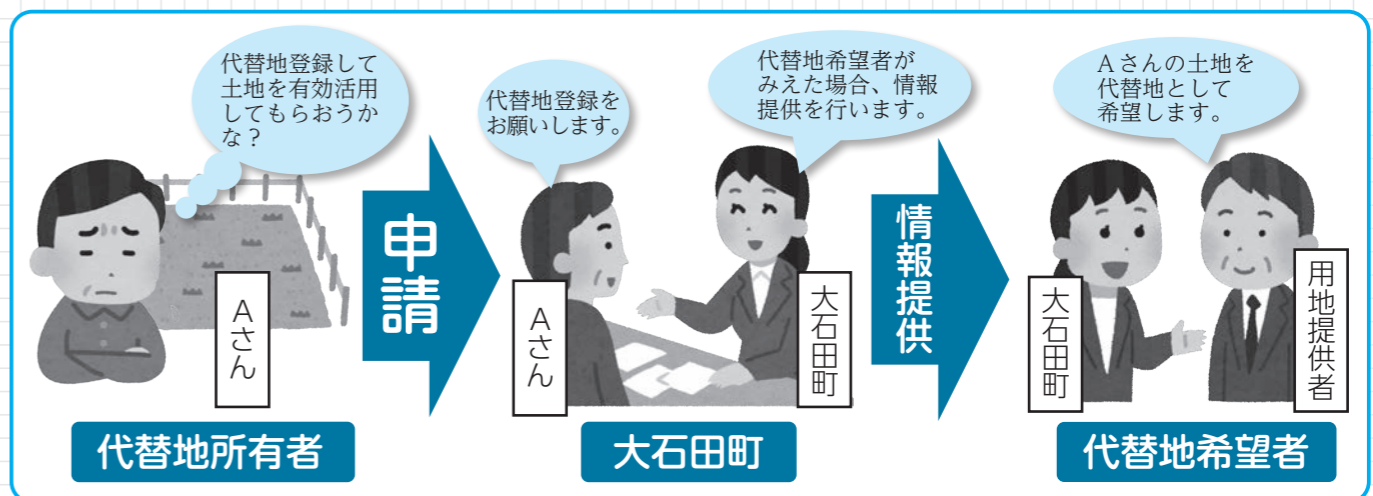 代替地登録して
土地を有効活用
してもらおうか
な？
Aさん
代替地所有者
申請
代替地登録を
お願いします。
代替地希望者が
みえた場合、情報
提供を行います。
Aさん
大石田町
大石田町
情報提供
Ａさんの土地を
代替地として
希望します。
大石田町
用地提供者
代替地希望者